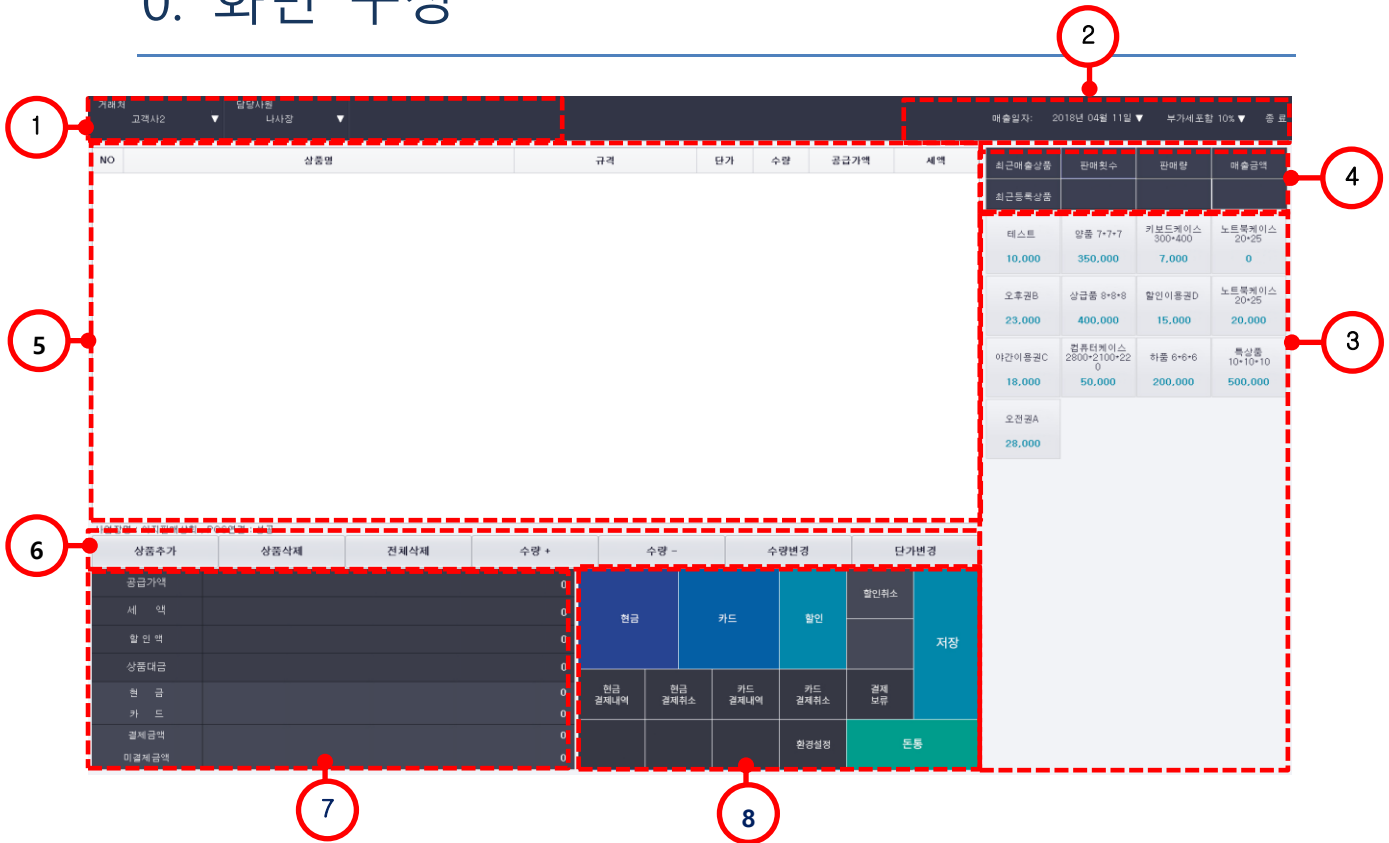 0. 화면 구성
2
1
거래처 담당사원
고객사2 ▼ 나사장 ▼
매출일자: 2018년 04월 11일 ▼ 부가세포함 10% ▼ 종 료
NO 상품명 규격 단가 수량 공급가액 세액
최근매출상품 판매횟수 판매량 매출금액
4
최근등록상품
테스트 양품 7*7*7 키보드케이스 300*400 노트북케이스 20*25
10,000 350,000 7,000 0
오후권B 상급품 8*8*8 할인이용권D 노트북케이스 20*25
23,000 400,000 15,000 20,000
5
3
야간이용권C 컴퓨터케이스 2800*2100*220 하품 6*6*6 특상품 10*10*10
18,000 50,000 200,000 500,000
오전권A
28,000
6
상품추가 상품삭제 전체삭제 수량 + 수량 - 수량변경 단가변경
공급가액 0
세 액 0
할 인 액 0
상품대금 0
현 금 0
카 드 0
결제금액 0
미결제금액 0
현금 카드 할인 할인취소 저장
현금 결제내역 현금 결제취소 카드 결제내역 카드 결제취소 결제 보류
환경설정 돈통
7
8